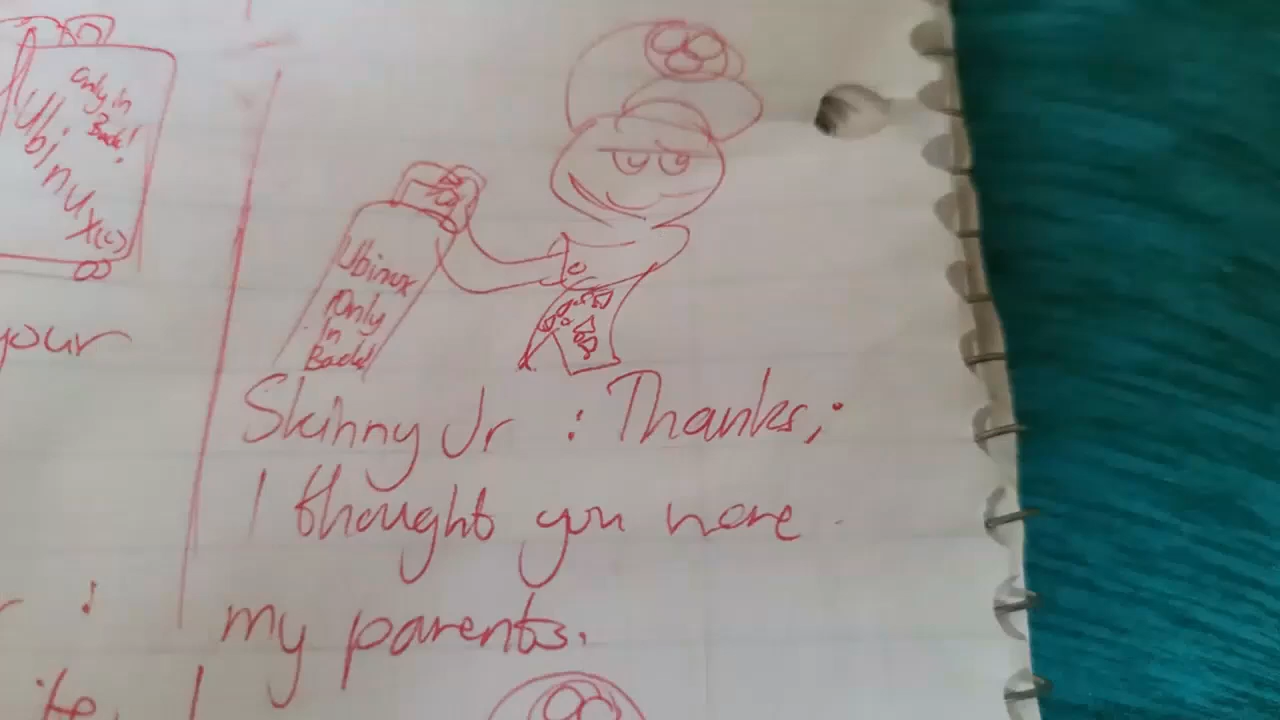 Only in
Back!
Ubinux(c)
your
Ubinux
Only
In
Back!
Skinny Jr : Thanks;
I thought you were
my parents.